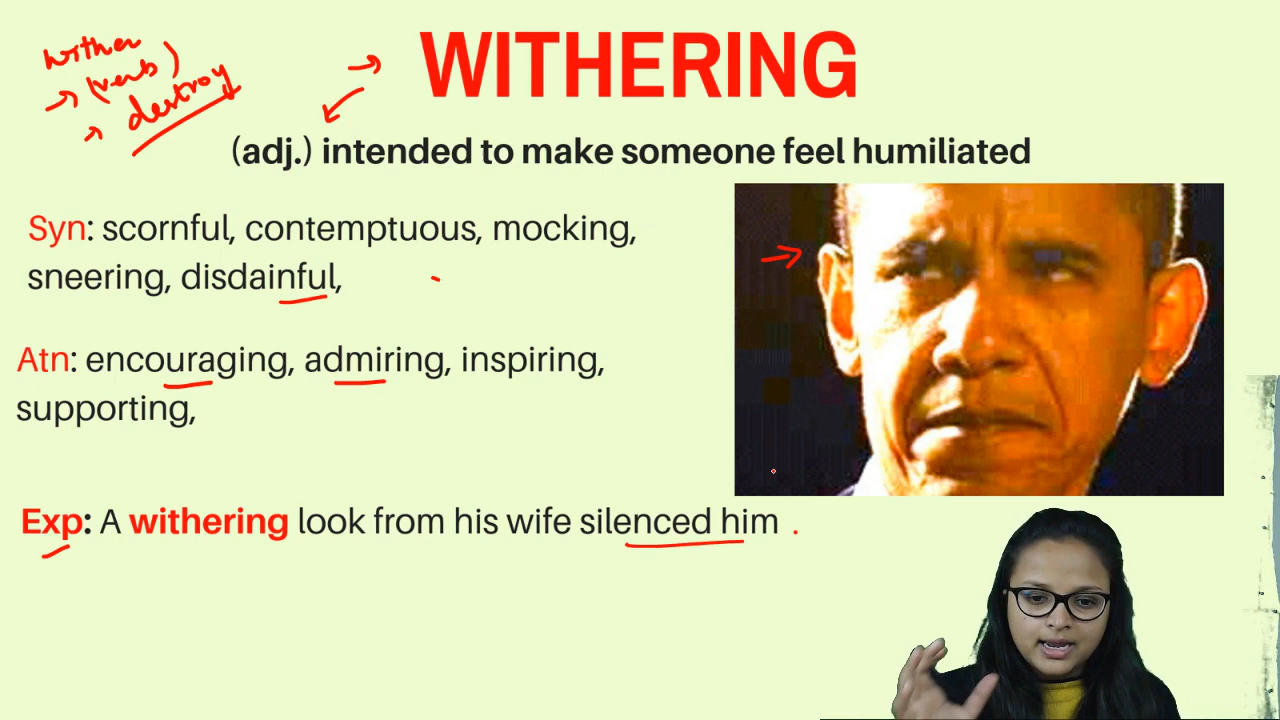 wither
(verb)
destroy
WITHERING
(adj.) intended to make someone feel humiliated
Syn: scornful, contemptuous, mocking,
sneering, disdainful,
Atn: encouraging, admiring, inspiring,
supporting,
Exp: A withering look from his wife silenced him .